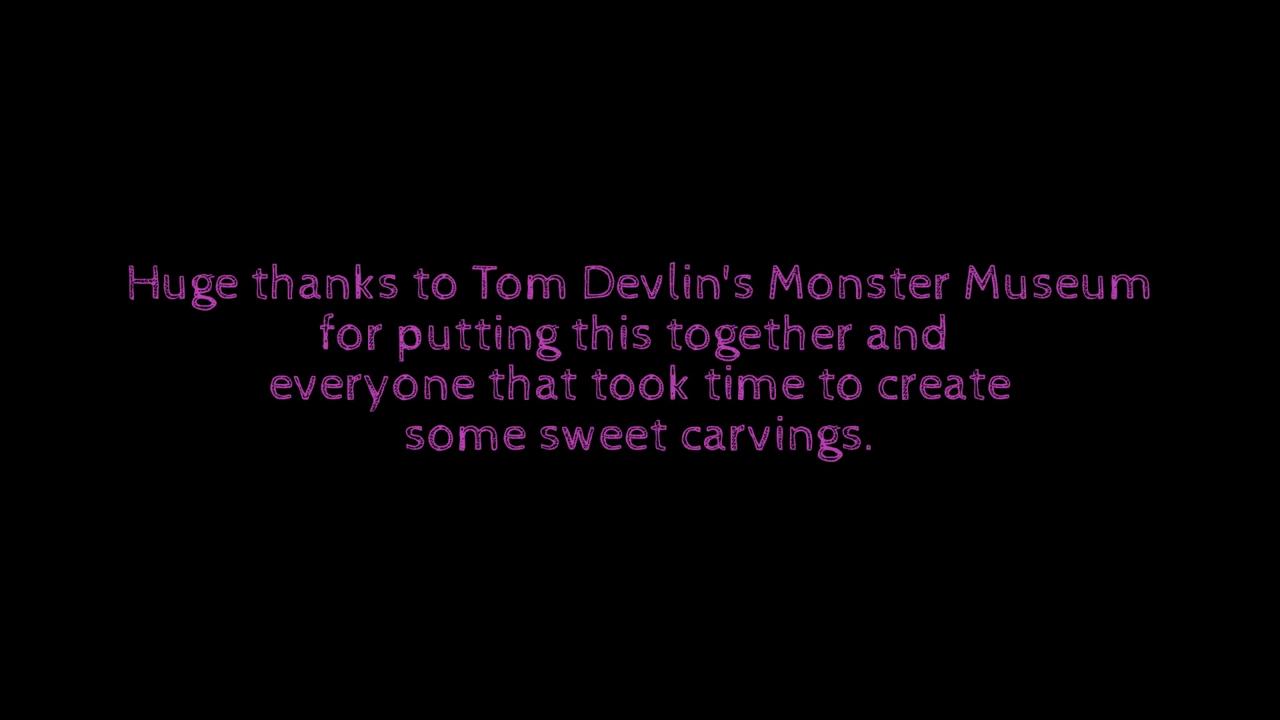 Huge thanks to Tom Devlin's Monster Museum
for putting this together and
everyone that took time to create
some sweet carvings.